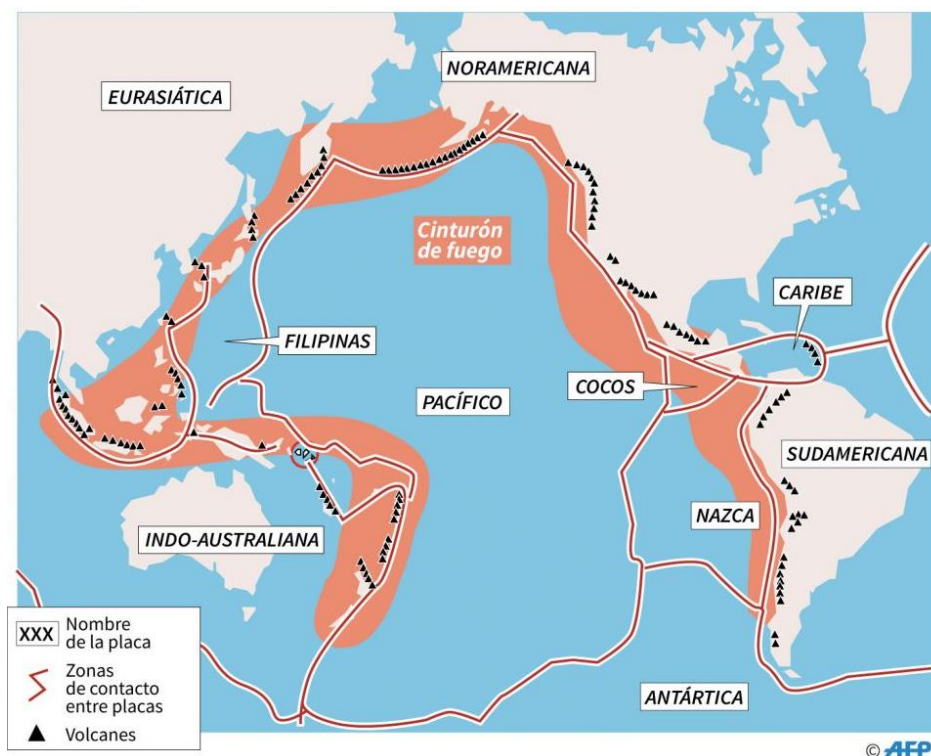 NORAMERICANA
EURASIÁTICA
Cinturón
de fuego
CARIBE
FILIPINAS
COCOS
PACÍFICO
SUDAMERICANA
NAZCA
INDO-AUSTRALIANA
ANTÁRTICA
XXX Nombre
de la placa
Zonas
de contacto
entre placas
Volcanes
© AFP